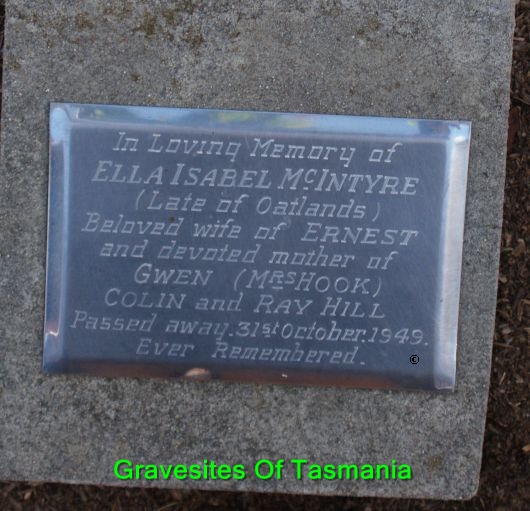 In Loving Memory of
ELLA ISABEL McINTYRE
(Late of Oatlands)
Beloved wife of ERNEST
and devoted mother of
GWEN (MRS HOOK)
COLIN and RAY HILL
Passed away. 31st October. 1949.
Ever Remembered.
©
Gravesites Of Tasmania